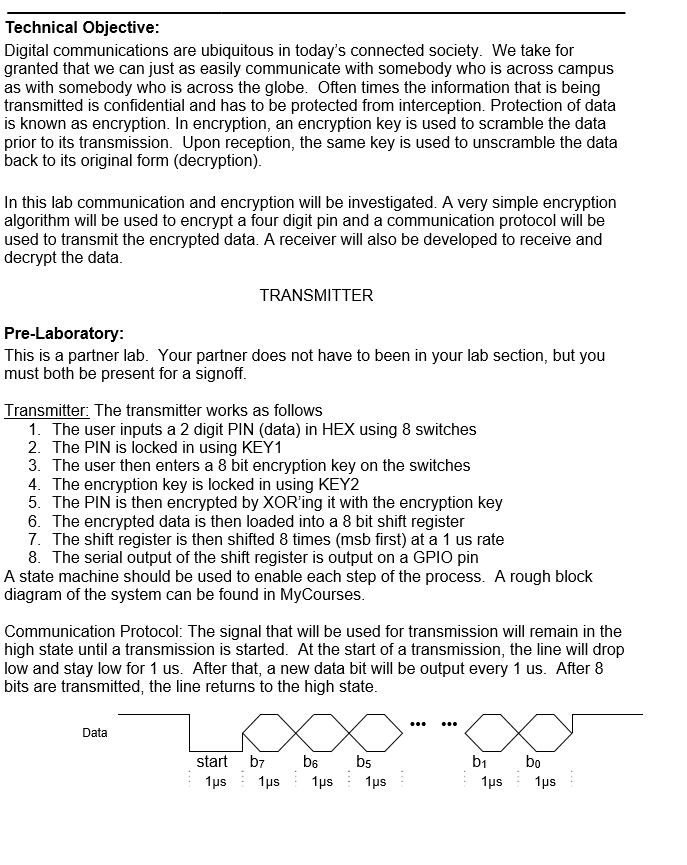 Technical Objective:
Digital communications are ubiquitous in today's connected society.  We take for
granted that we can just as easily communicate with somebody who is across campus
as with somebody who is across the globe.  Often times the information that is being
transmitted is confidential and has to be protected from interception. Protection of data
is known as encryption. In encryption, an encryption key is used to scramble the data
prior to its transmission.  Upon reception, the same key is used to unscramble the data
back to its original form (decryption).
In this lab communication and encryption will be investigated. A very simple encryption
algorithm will be used to encrypt a four digit pin and a communication protocol will be
used to transmit the encrypted data. A receiver will also be developed to receive and
decrypt the data.
TRANSMITTER
Pre-Laboratory:
This is a partner lab.  Your partner does not have to been in your lab section, but you
must both be present for a signoff.
Transmitter: The transmitter works as follows
1. The user inputs a 2 digit PIN (data) in HEX using 8 switches
2. The PIN is locked in using KEY1
3. The user then enters a 8 bit encryption key on the switches
4. The encryption key is locked in using KEY2
5. The PIN is then encrypted by XOR'ing it with the encryption key
6. The encrypted data is then loaded into a 8 bit shift register
7. The shift register is then shifted 8 times (msb first) at a 1 us rate
8. The serial output of the shift register is output on a GPIO pin
A state machine should be used to enable each step of the process.  A rough block
diagram of the system can be found in MyCourses.
Communication Protocol: The signal that will be used for transmission will remain in the
high state until a transmission is started.  At the start of a transmission, the line will drop
low and stay low for 1 us.  After that, a new data bit will be output every 1 us.  After 8
bits are transmitted, the line returns to the high state.
Data ••• •••
start b7 b6 b5 b1 b0
1µs 1µs 1µs 1µs 1µs 1µs